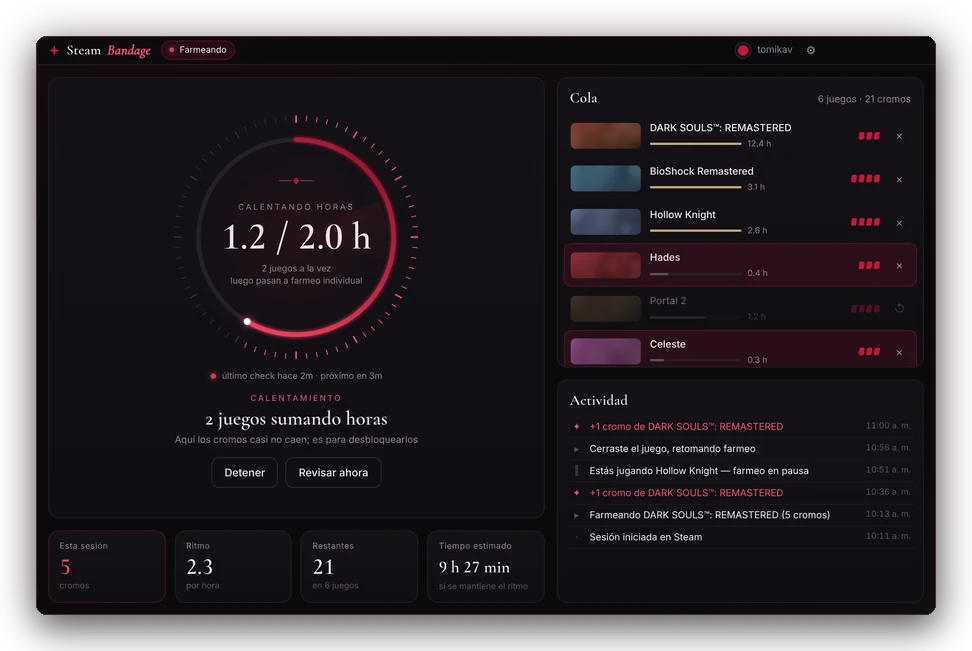 Steam Bandage
Farmeando
tomikav
CALENTANDO HORAS
1.2 / 2.0 h
2 juegos a la vez
luego pasan a farmeo individual
último check hace 2m · próximo en 3m
CALENTAMIENTO
2 juegos sumando horas
Aquí los cromos casi no caen; es para desbloquearlos
Detener
Revisar ahora
Esta sesión
5
cromos
Ritmo
2.3
por hora
Restantes
21
en 6 juegos
Tiempo estimado
9 h 27 min
si se mantiene el ritmo
Cola
6 juegos · 21 cromos
DARK SOULS™: REMASTERED
12.4 h
BioShock Remastered
3.1 h
Hollow Knight
2.6 h
Hades
0.4 h
Portal 2
1.2 h
Celeste
0.3 h
Actividad
+1 cromo de DARK SOULS™: REMASTERED 11:00 a. m.
Cerraste el juego, retomando farmeo 10:56 a. m.
Estás jugando Hollow Knight — farmeo en pausa 10:51 a. m.
+1 cromo de DARK SOULS™: REMASTERED 10:36 a. m.
Farmeando DARK SOULS™: REMASTERED (5 cromos) 10:13 a. m.
Sesión iniciada en Steam 10:11 a. m.